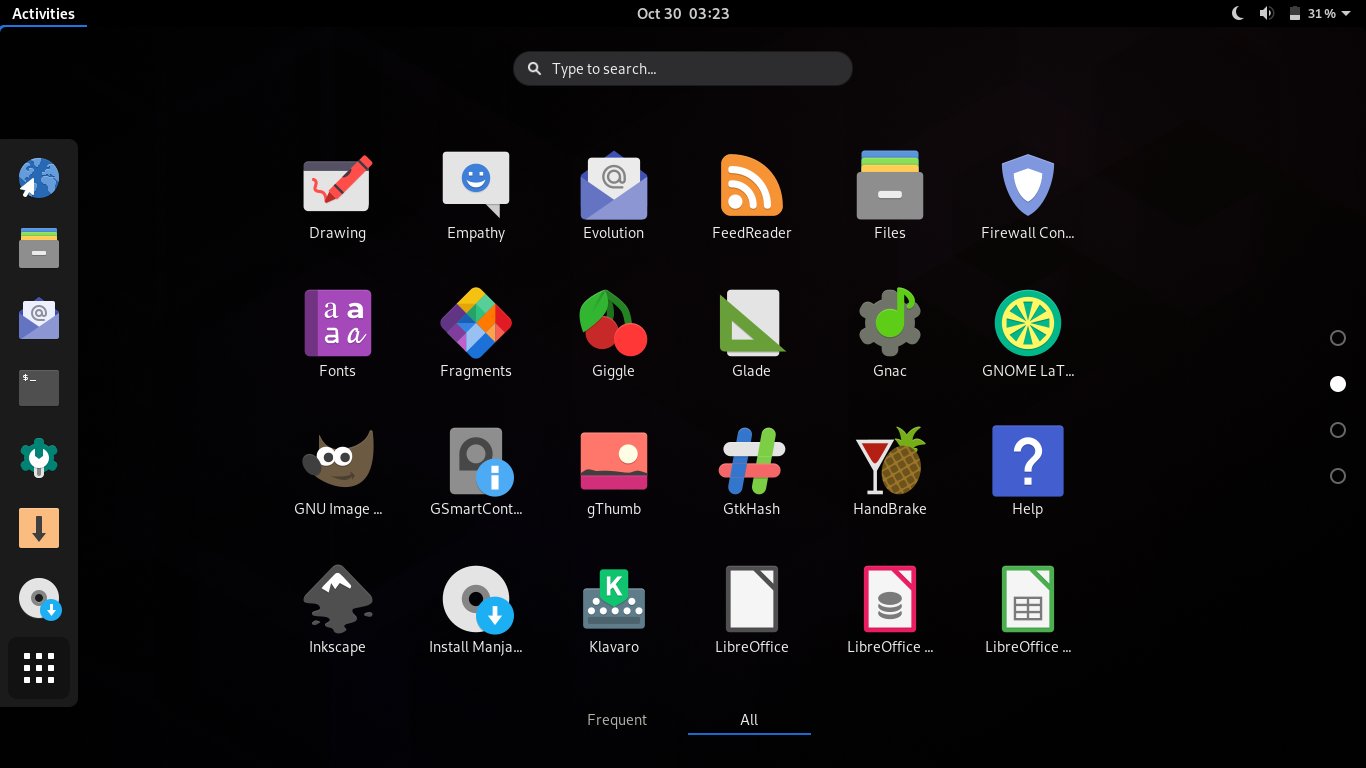 Activities
Oct 30 03:23
31 %
Type to search...
Drawing
Empathy
Evolution
FeedReader
Files
Firewall Con...
Fonts
Fragments
Giggle
Glade
Gnac
GNOME LaT...
GNU Image ...
GSmartCont...
gThumb
GtkHash
HandBrake
Help
Inkscape
Install Manja...
Klavaro
LibreOffice
LibreOffice ...
LibreOffice ...
Frequent
All